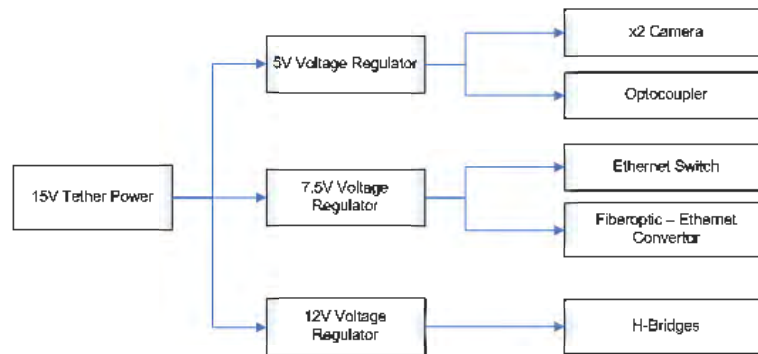 x2 Camera
5V Voltage Regulator
Optocoupler
15V Tether Power
7.5V Voltage
Regulator
Ethernet Switch
Fiberoptic – Ethernet
Convertor
12V Voltage
Regulator
H-Bridges